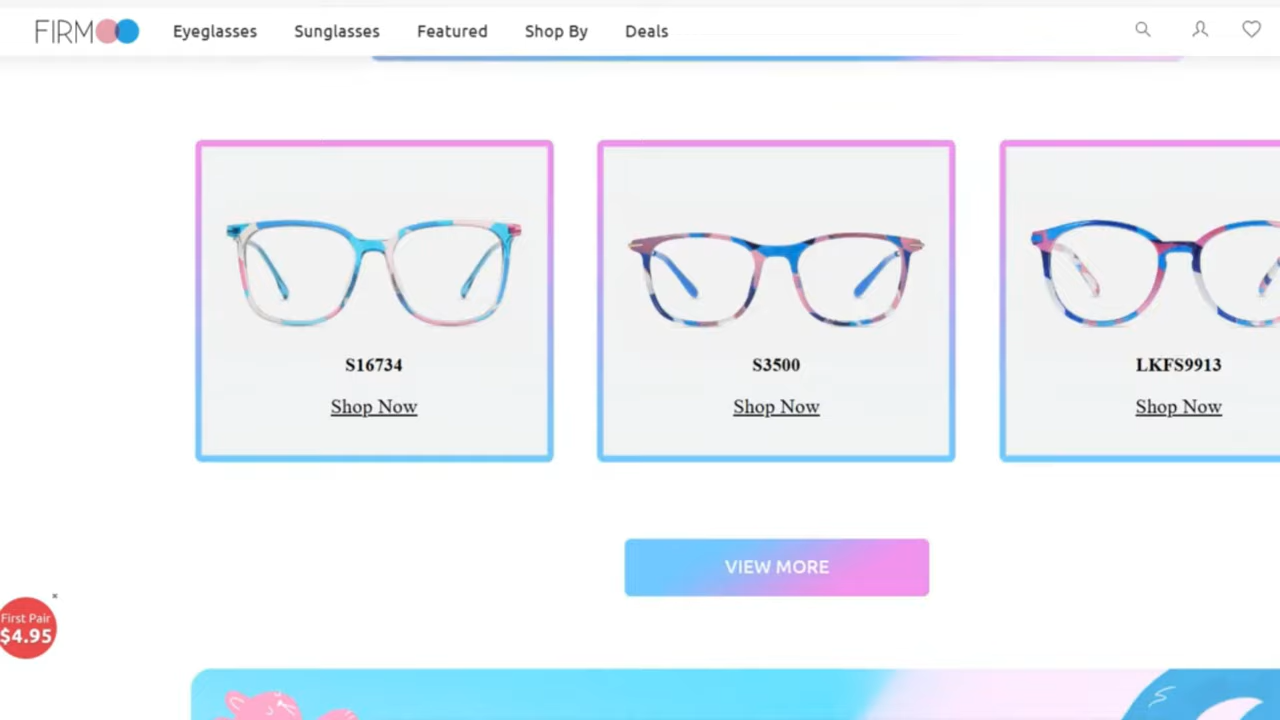 FIRMOO
Eyeglasses Sunglasses Featured Shop By Deals
S16734 S3500 LKFS9913
Shop Now Shop Now Shop Now
VIEW MORE
First Pair
$4.95